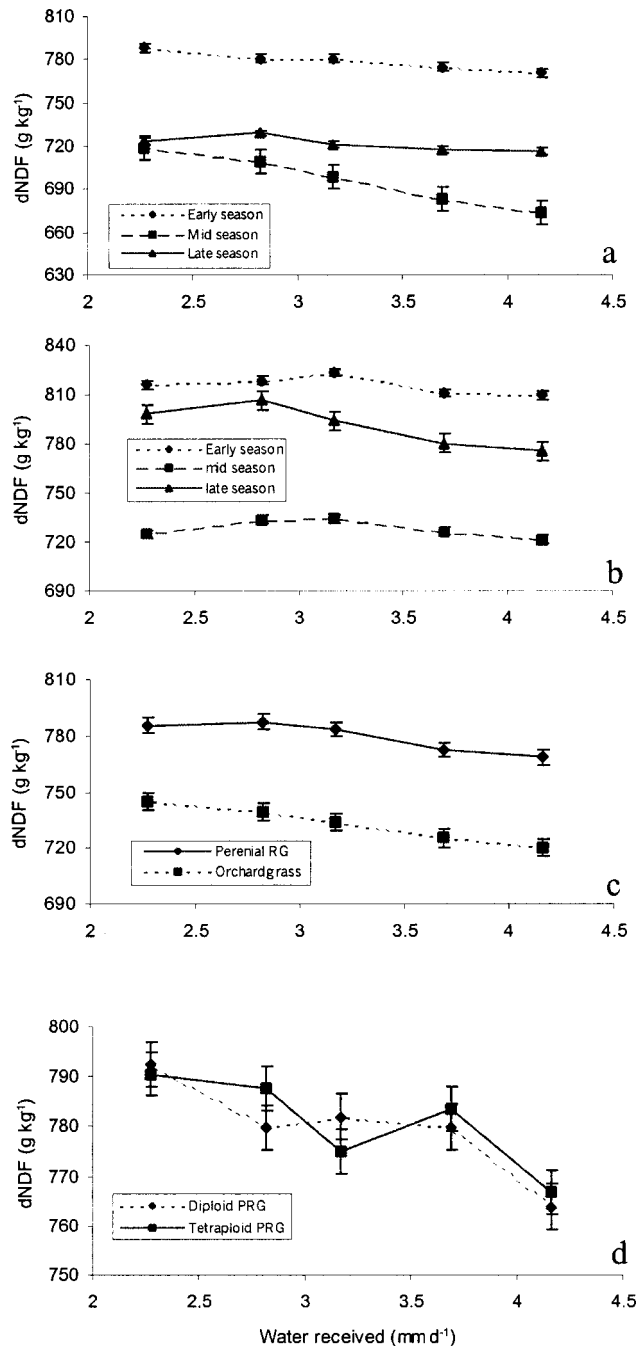 810
780
750
720
690
660
630
dNDF (g kg-1)
Early season
Mid season
Late season
a
2 2.5 3 3.5 4 4.5
840
810
780
750
720
690
dNDF (g kg-1)
Early season
mid season
late season
b
2 2.5 3 3.5 4 4.5
810
780
750
720
690
dNDF (g kg-1)
Perenial RG
Orchardgrass
c
2 2.5 3 3.5 4 4.5
800
790
780
770
760
750
dNDF (g kg-1)
Diploid PRG
Tetraploid PRG
d
2 2.5 3 3.5 4 4.5
Water received (mm d-1)